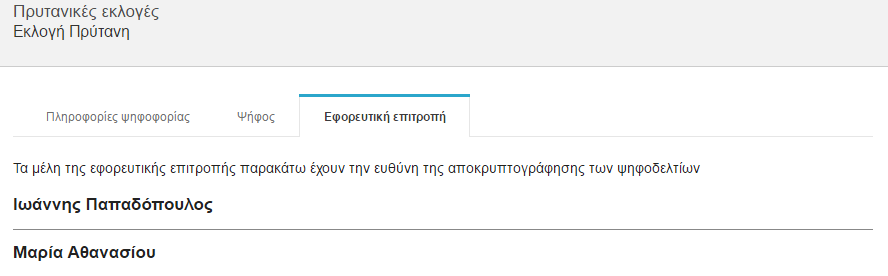 Πρυτανικές εκλογές
Εκλογή Πρύτανη
Πληροφορίες ψηφοφορίας Ψήφος Εφορευτική επιτροπή
Τα μέλη της εφορευτικής επιτροπής παρακάτω έχουν την ευθύνη της αποκρυπτογράφησης των ψηφοδελτίων
Ιωάννης Παπαδόπουλος
Μαρία Αθανασίου